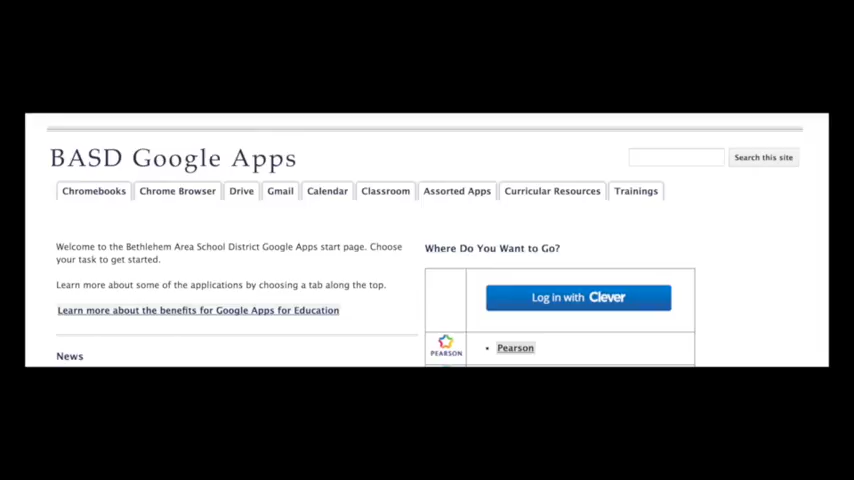 BASD Google Apps
Search this site
Chromebooks Chrome Browser Drive Gmail Calendar Classroom Assorted Apps Curricular Resources Trainings
Welcome to the Bethlehem Area School District Google Apps start page. Choose
your task to get started.
Learn more about some of the applications by choosing a tab along the top.
Learn more about the benefits for Google Apps for Education
News
Where Do You Want to Go?
Log in with Clever
PEARSON
• Pearson